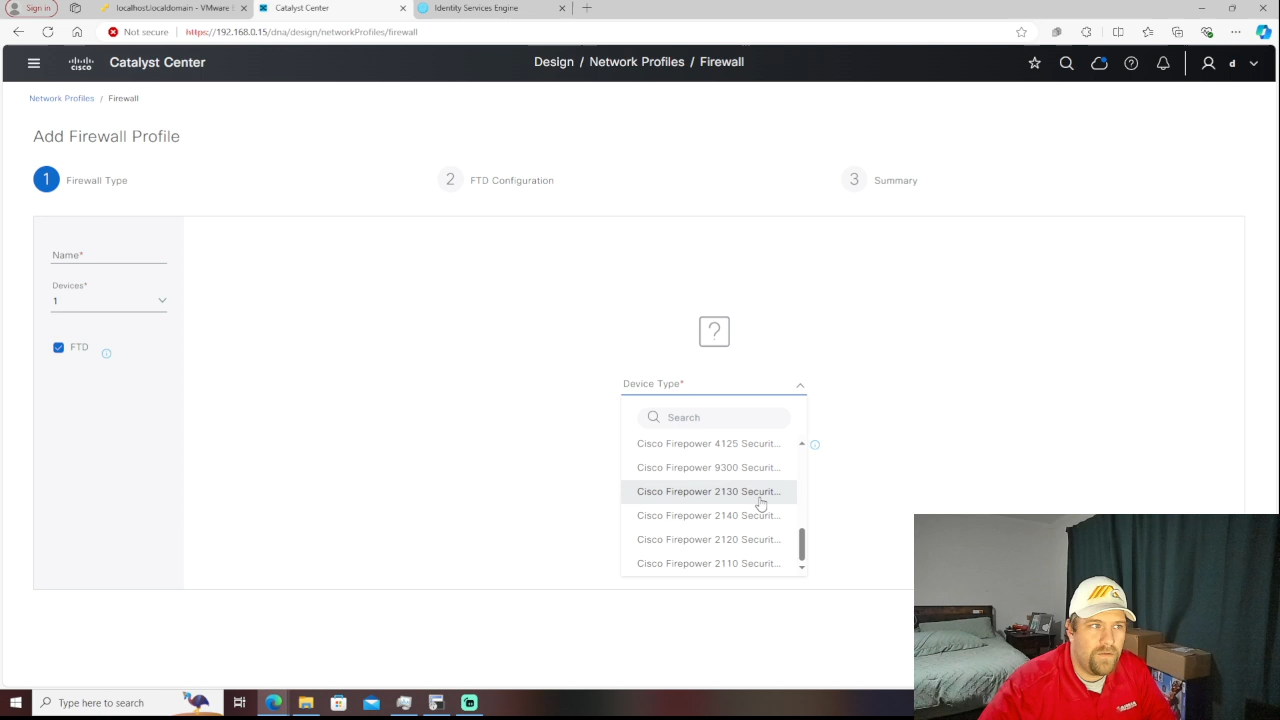 Sign in
localhost.localdomain - VMware
Catalyst Center
Identity Services Engine
Not secure
https://192.168.0.15/dna/design/networkProfiles/firewall
CISCO
Catalyst Center
Design / Network Profiles / Firewall
d
Network Profiles / Firewall
Add Firewall Profile
1 Firewall Type
2 FTD Configuration
3 Summary
Name*
Devices*
1
FTD
?
Device Type*
Search
Cisco Firepower 4125 Securit...
Cisco Firepower 9300 Securit...
Cisco Firepower 2130 Securit...
Cisco Firepower 2140 Securit...
Cisco Firepower 2120 Securit...
Cisco Firepower 2110 Securit...
Type here to search